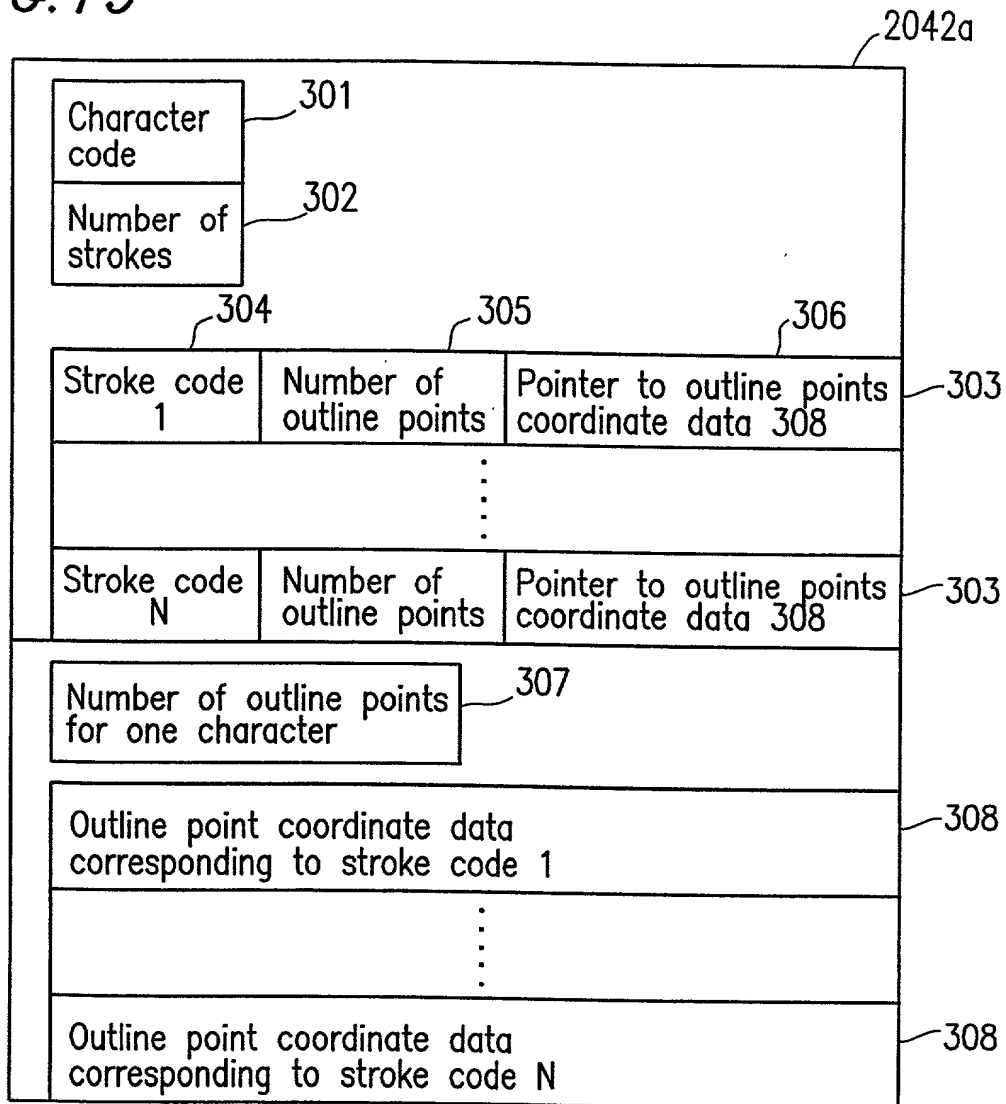 2042a
Character
code
301
Number of
strokes
302
304 305 306
Stroke code
1
Number of
outline points
Pointer to outline points
coordinate data 308
303
Stroke code
N
Number of
outline points
Pointer to outline points
coordinate data 308
303
Number of outline points
for one character
307
Outline point coordinate data
corresponding to stroke code 1
308
Outline point coordinate data
corresponding to stroke code N
308